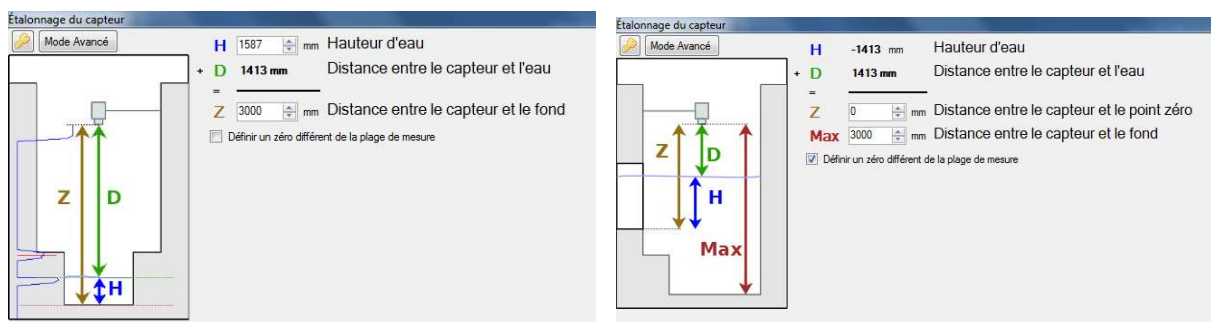 Étalonnage du capteur
Mode Avancé
H 1587 mm Hauteur d'eau
+ D 1413 mm Distance entre le capteur et l'eau
=
Z 3000 mm Distance entre le capteur et le fond
Définir un zéro différent de la plage de mesure
Z
D
H
Étalonnage du capteur
Mode Avancé
H -1413 mm Hauteur d'eau
+ D 1413 mm Distance entre le capteur et l'eau
=
Z 0 mm Distance entre le capteur et le point zéro
Max 3000 mm Distance entre le capteur et le fond
Définir un zéro différent de la plage de mesure
Z
D
H
Max